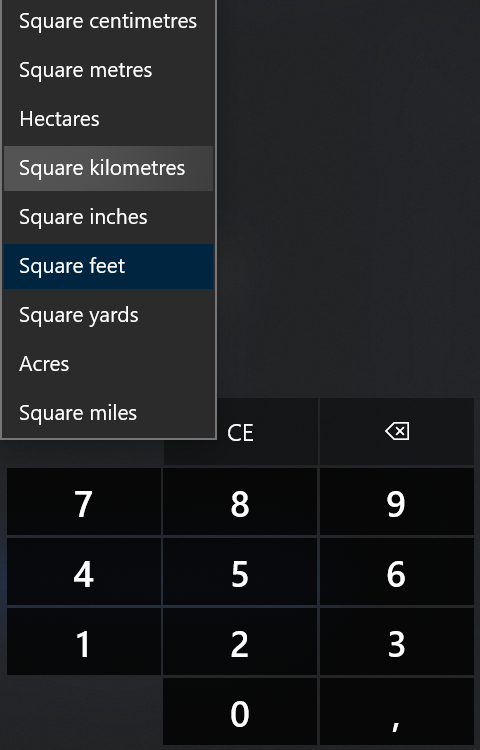 Square centimetres
Square metres
Hectares
Square kilometres
Square inches
Square feet
Square yards
Acres
Square miles
CE
7 8 9
4 5 6
1 2 3
0 ,